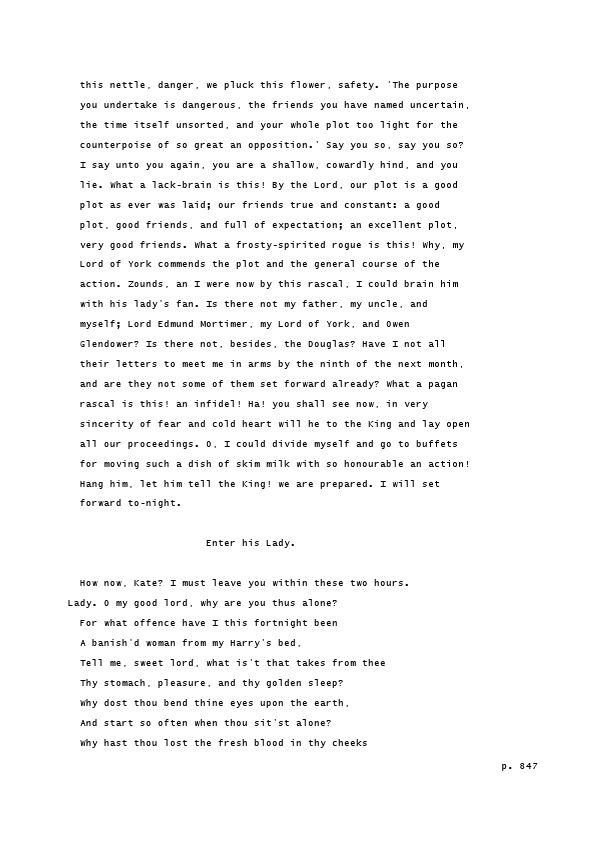 this nettle, danger, we pluck this flower, safety. 'The purpose
you undertake is dangerous, the friends you have named uncertain,
the time itself unsorted, and your whole plot too light for the
counterpoise of so great an opposition.' Say you so, say you so?
I say unto you again, you are a shallow, cowardly hind, and you
lie. What a lack-brain is this! By the Lord, our plot is a good
plot as ever was laid; our friends true and constant: a good
plot, good friends, and full of expectation; an excellent plot,
very good friends. What a frosty-spirited rogue is this! Why, my
Lord of York commends the plot and the general course of the
action. Zounds, an I were now by this rascal, I could brain him
with his lady's fan. Is there not my father, my uncle, and
myself; Lord Edmund Mortimer, my Lord of York, and Owen
Glendower? Is there not, besides, the Douglas? Have I not all
their letters to meet me in arms by the ninth of the next month,
and are they not some of them set forward already? What a pagan
rascal is this! an infidel! Ha! you shall see now, in very
sincerity of fear and cold heart will he to the King and lay open
all our proceedings. O, I could divide myself and go to buffets
for moving such a dish of skim milk with so honourable an action!
Hang him, let him tell the King! we are prepared. I will set
forward to-night.
Enter his Lady.
How now, Kate? I must leave you within these two hours.
Lady. O my good lord, why are you thus alone?
For what offence have I this fortnight been
A banish'd woman from my Harry's bed,
Tell me, sweet lord, what is't that takes from thee
Thy stomach, pleasure, and thy golden sleep?
Why dost thou bend thine eyes upon the earth,
And start so often when thou sit'st alone?
Why hast thou lost the fresh blood in thy cheeks
p. 847